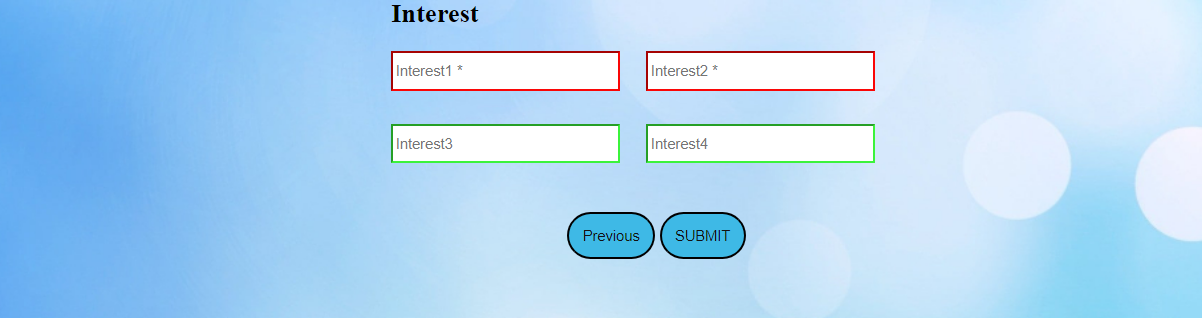 Interest
Interest1 * Interest2 *
Interest3 Interest4
Previous SUBMIT